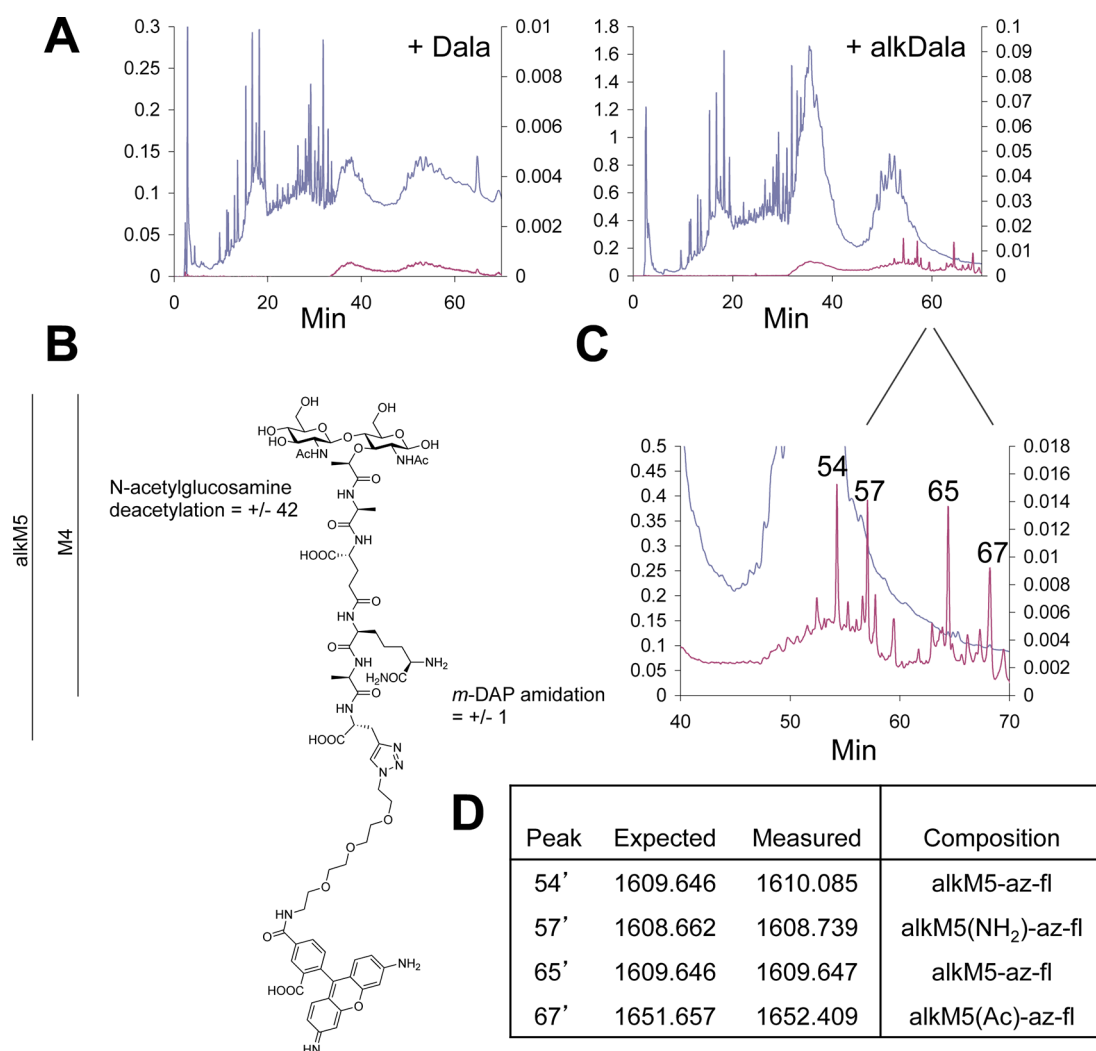 A
+ Dala
0.3
0.25
0.2
0.15
0.1
0.05
0
0.01
0.008
0.006
0.004
0.002
0
0 20 40 60
Min
+ alkDala
1.8
1.6
1.4
1.2
1
0.8
0.6
0.4
0.2
0
0.1
0.09
0.08
0.07
0.06
0.05
0.04
0.03
0.02
0.01
0
0 20 40 60
Min
B
alkM5
M4
N-acetylglucosamine
deacetylation = +/- 42
OH
OH
HO
HO
O
O
OH
AcN
H
O
NAc
H
O
NH
O
NH
HOOC
O
NH
O
NH
NH2
H2NOC
O
NH
HOOC
m-DAP amidation
= +/- 1
N
N
N
O
O
O
O
HN
O
HOOC
NH2
O
HN
C
0.5
0.45
0.4
0.35
0.3
0.25
0.2
0.15
0.1
0.05
0
54
57
65
67
0.018
0.016
0.014
0.012
0.01
0.008
0.006
0.004
0.002
0
40 50 60 70
Min
D
Peak Expected Measured Composition
54’ 1609.646 1610.085 alkM5-az-fl
57’ 1608.662 1608.739 alkM5(NH2)-az-fl
65’ 1609.646 1609.647 alkM5-az-fl
67’ 1651.657 1652.409 alkM5(Ac)-az-fl